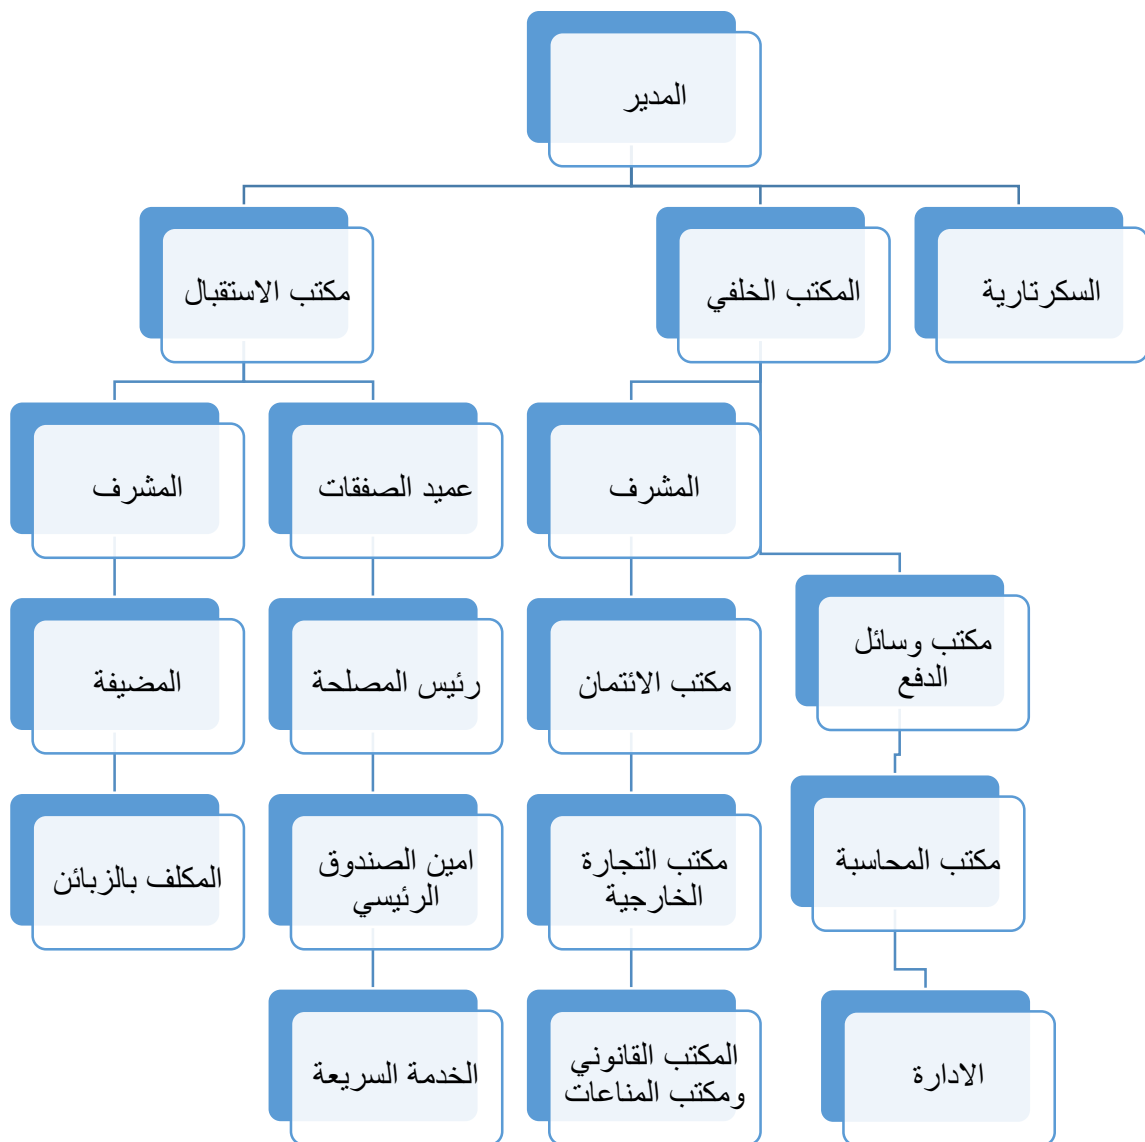 المدير
السكرتارية
المكتب الخلفي
مكتب الاستقبال
المشرف
عميد الصفقات
المشرف
مكتب وسائل
الدفع
مكتب الائتمان
رئيس المصلحة
المضيفة
مكتب المحاسبة
مكتب التجارة
الخارجية
امين الصندوق
الرئيسي
المكلف بالزبائن
الادارة
المكتب القانوني
ومكتب المناعات
الخدمة السريعة